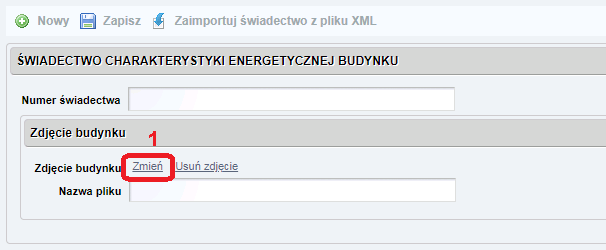 Nowy Zapisz Zaimportuj świadectwo z pliku XML
ŚWIADECTWO CHARAKTERYSTYKI ENERGETYCZNEJ BUDYNKU
Numer świadectwa
Zdjęcie budynku
1
Zdjęcie budynku Zmień Usuń zdjęcie
Nazwa pliku